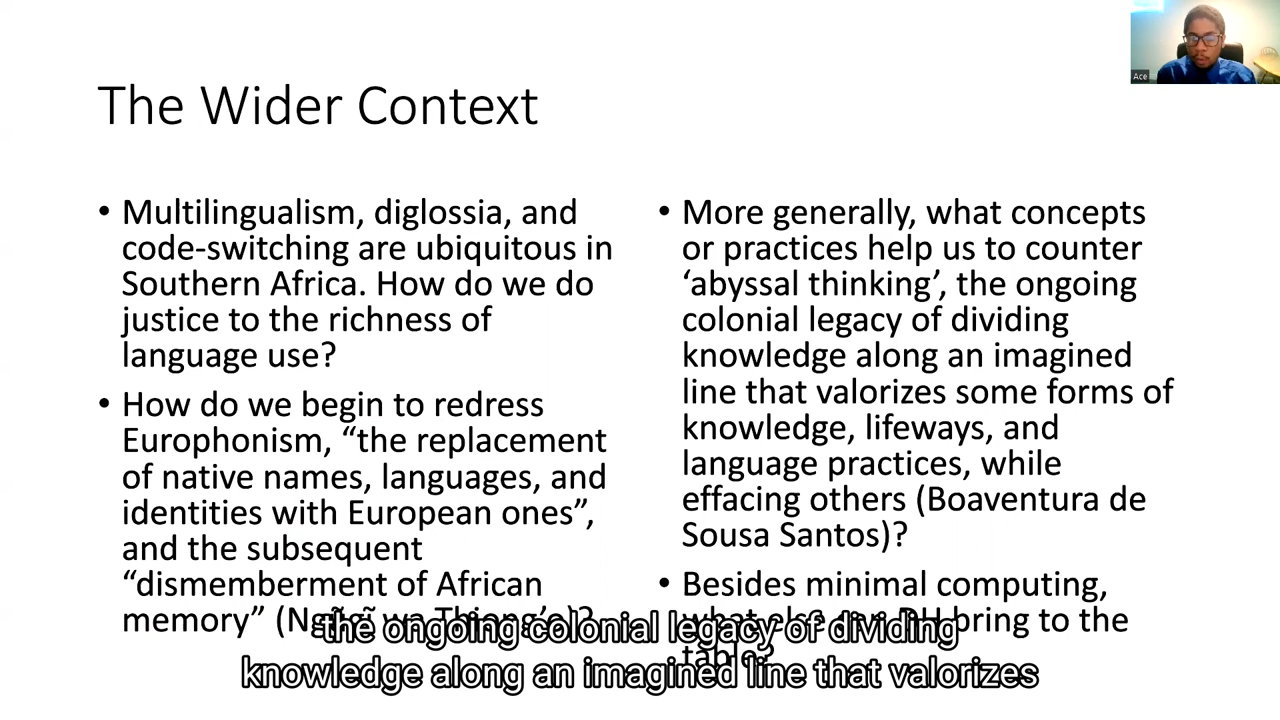 Ace
The Wider Context
• Multilingualism, diglossia, and
code-switching are ubiquitous in
Southern Africa. How do we do
justice to the richness of
language use?
• How do we begin to redress
Europhonism, “the replacement
of native names, languages, and
identities with European ones”,
and the subsequent
“dismemberment of African
memory” (Ngũgĩ wa Thiong’o)?
• More generally, what concepts
or practices help us to counter
‘abyssal thinking’, the ongoing
colonial legacy of dividing
knowledge along an imagined
line that valorizes some forms of
knowledge, lifeways, and
language practices, while
effacing others (Boaventura de
Sousa Santos)?
• Besides minimal computing,
what else can DH bring to the
table?
the ongoing colonial legacy of dividing
knowledge along an imagined line that valorizes